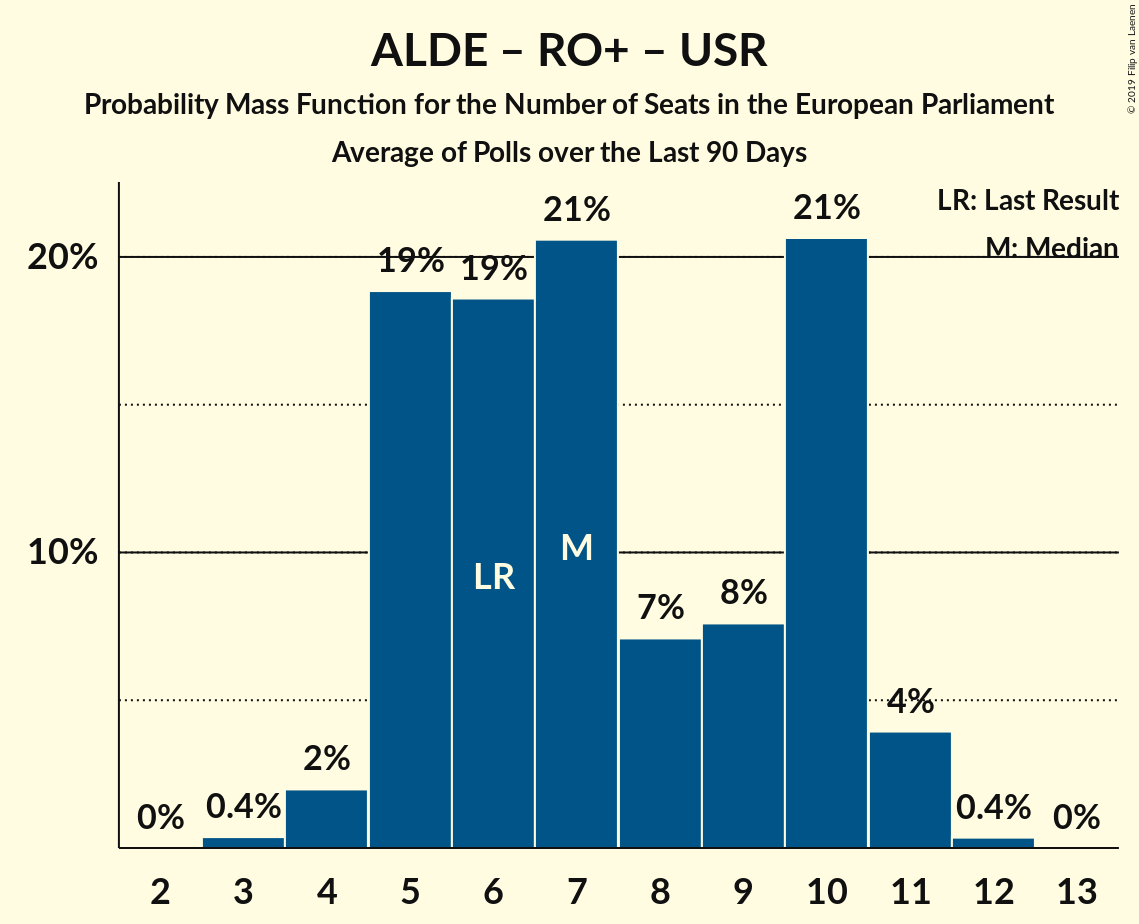 ALDE – RO+ – USR
Probability Mass Function for the Number of Seats in the European Parliament
Average of Polls over the Last 90 Days
© 2019 Filip van Laenen
LR: Last Result
M: Median
20%
10%
0%
0.4%
2%
19%
19%
21%
7%
8%
21%
4%
0.4%
0%
LR
M
2 3 4 5 6 7 8 9 10 11 12 13